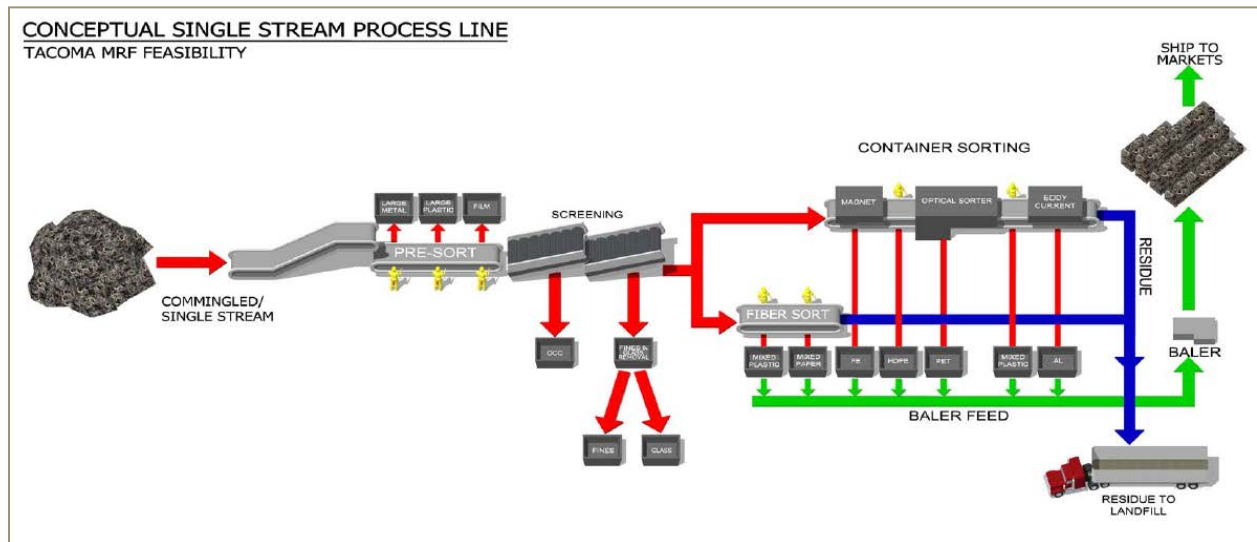 CONCEPTUAL SINGLE STREAM PROCESS LINE
TACOMA MRF FEASIBILITY
SHIP TO
MARKETS
CONTAINER SORTING
LARGE
METAL
LARGE
PLASTIC
FILM
SCREENING
MAGNET
OPTICAL SORTER
EDDY
CURRENT
PRE-SORT
COMMINGLED/
SINGLE STREAM
RESIDUE
FIBER SORT
BALER
OCC
FINES &
GLASS
REMOVAL
MIXED
PLASTIC
MIXED
PAPER
FE
HDPE
PET
MIXED
PLASTIC
AL
BALER FEED
FINES
GLASS
RESIDUE TO
LANDFILL